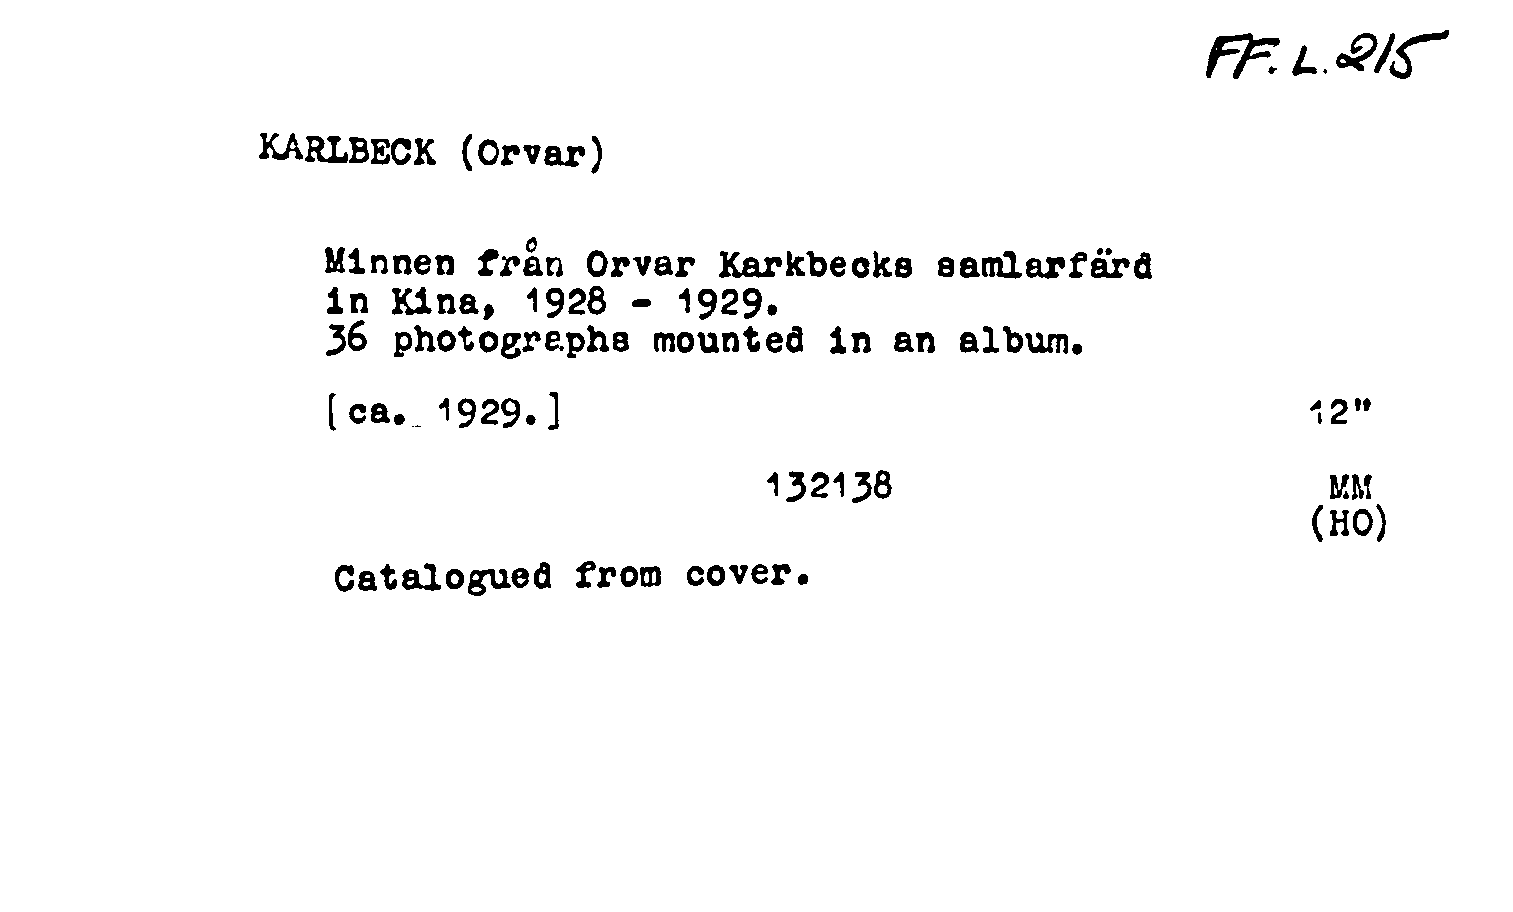 FF. L. 215
KARLBECK (Orvar)
Minnen från Orvar Karkbecks samlarfärd
in Kina, 1928 - 1929.
36 photographs mounted in an album.
[ca. 1929.] 12"
132138 MM
(HO)
Catalogued from cover.